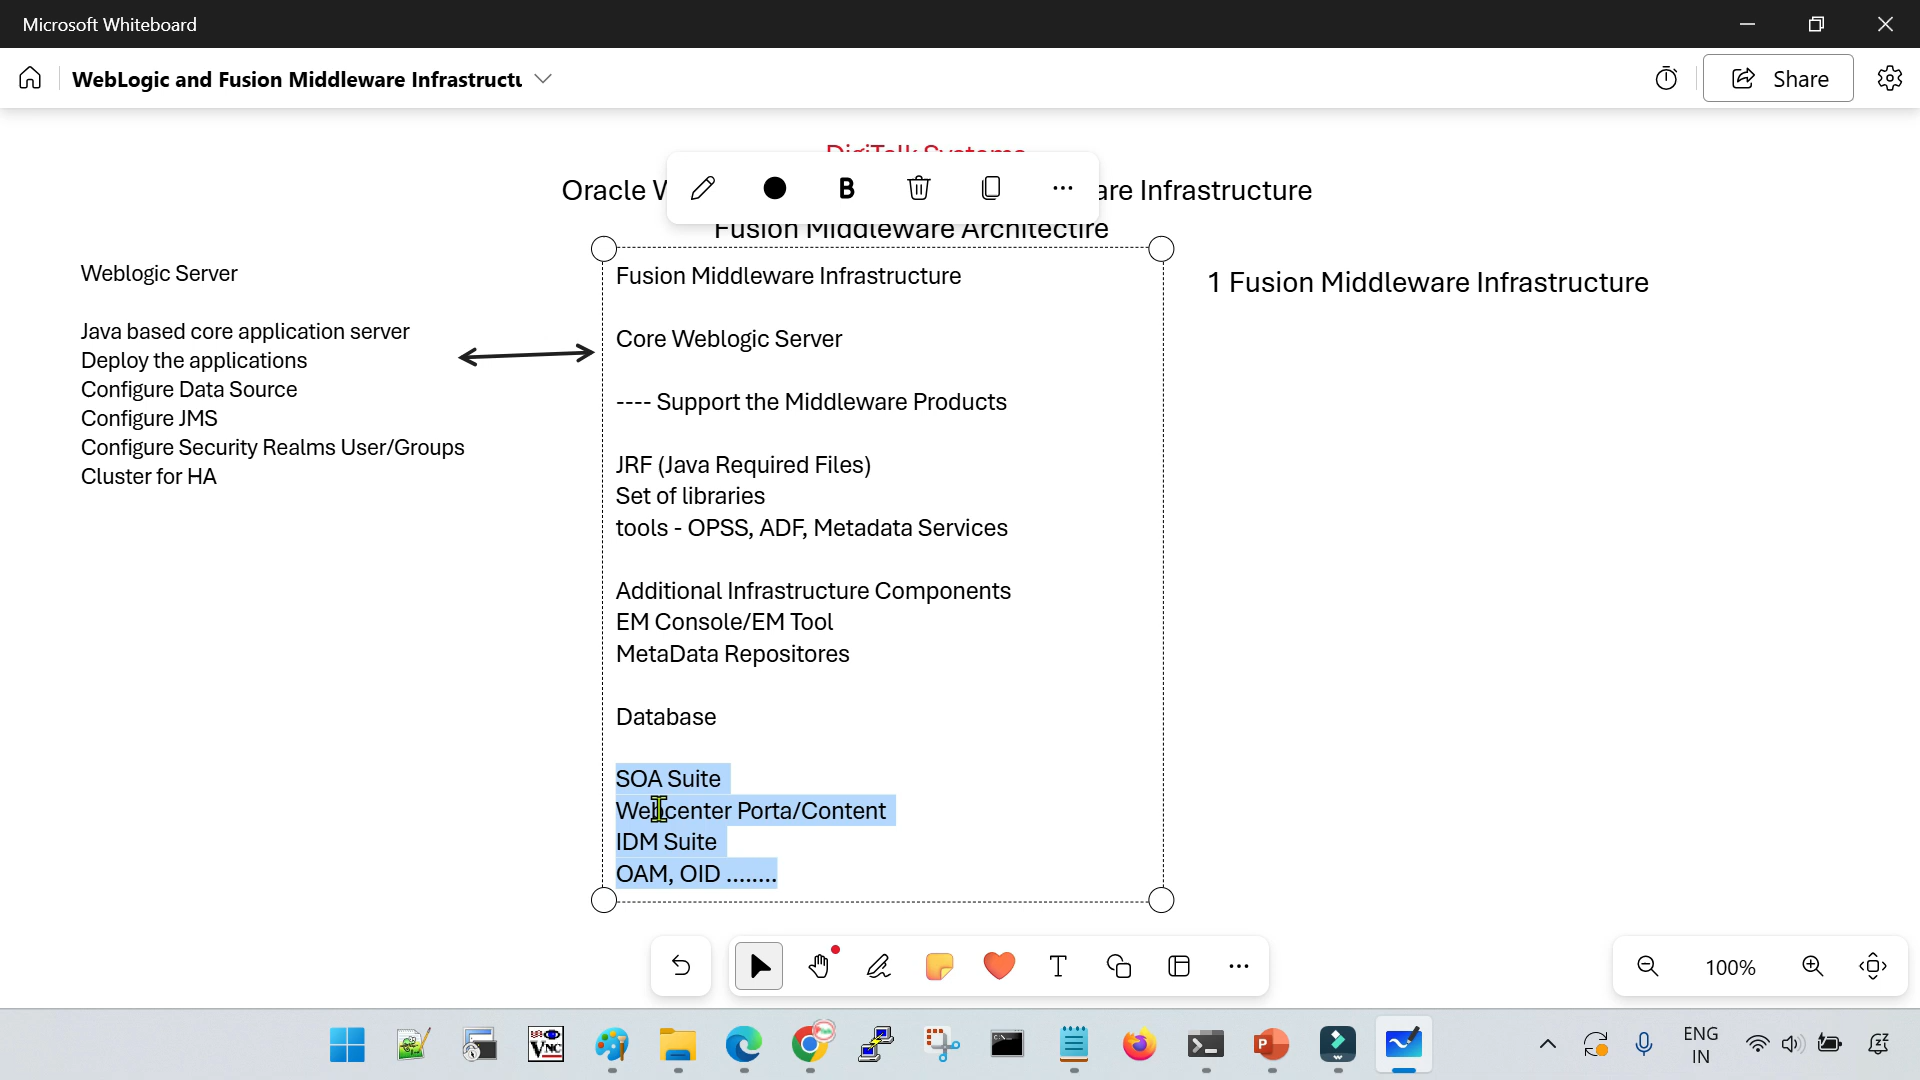 Microsoft Whiteboard
WebLogic and Fusion Middleware Infrastructu
Share
DigiTalk Systems
Oracle W
are Infrastructure
Fusion Middleware Architectire
Weblogic Server
Java based core application server
Deploy the applications
Configure Data Source
Configure JMS
Configure Security Realms User/Groups
Cluster for HA
Fusion Middleware Infrastructure
Core Weblogic Server
---- Support the Middleware Products
JRF (Java Required Files)
Set of libraries
tools - OPSS, ADF, Metadata Services
Additional Infrastructure Components
EM Console/EM Tool
MetaData Repositores
Database
SOA Suite
Webcenter Porta/Content
IDM Suite
OAM, OID ........
1 Fusion Middleware Infrastructure
B
T
100%
VNC
ENG
IN